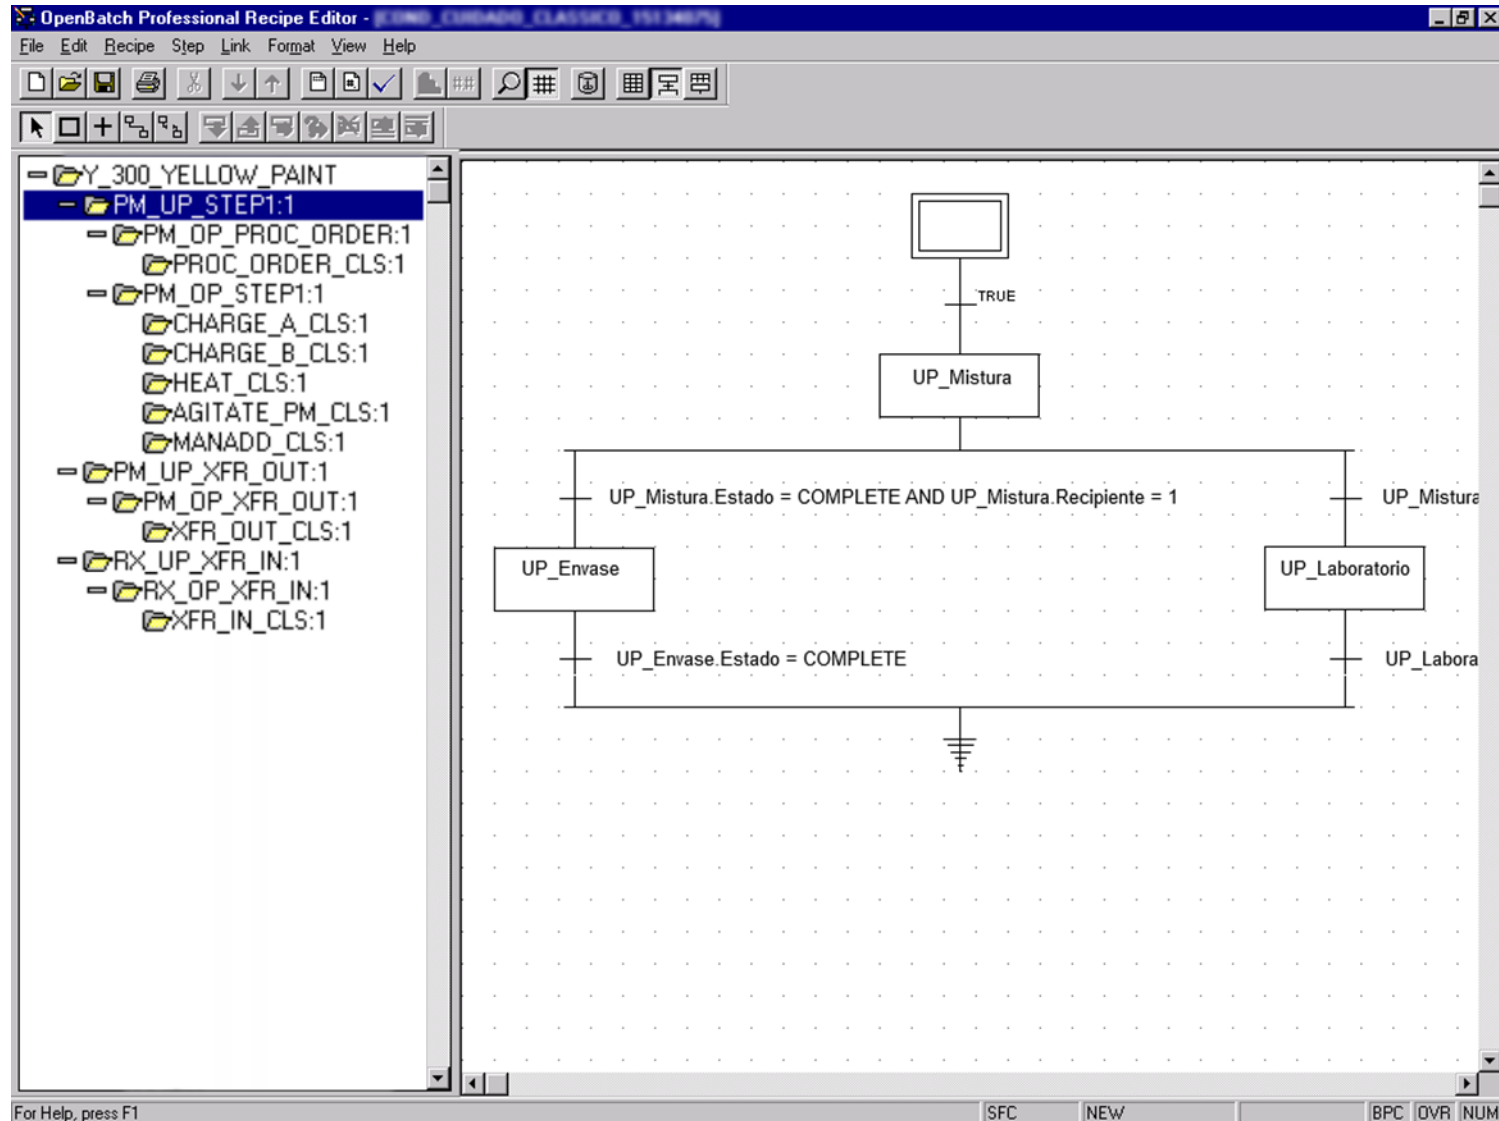 OpenBatch Professional Recipe Editor - [COND_CUIDADO_CLASSICO_15134075]
File Edit Recipe Step Link Format View Help
Y_300_YELLOW_PAINT
PM_UP_STEP1:1
PM_OP_PROC_ORDER:1
PROC_ORDER_CLS:1
PM_OP_STEP1:1
CHARGE_A_CLS:1
CHARGE_B_CLS:1
HEAT_CLS:1
AGITATE_PM_CLS:1
MANADD_CLS:1
PM_UP_XFR_OUT:1
PM_OP_XFR_OUT:1
XFR_OUT_CLS:1
RX_UP_XFR_IN:1
RX_OP_XFR_IN:1
XFR_IN_CLS:1
TRUE
UP_Mistura
UP_Mistura.Estado = COMPLETE AND UP_Mistura.Recipiente = 1
UP_Mistura
UP_Envase
UP_Laboratorio
UP_Envase.Estado = COMPLETE
UP_Labora
For Help, press F1
SFC
NEW
BPC
OVR
NUM